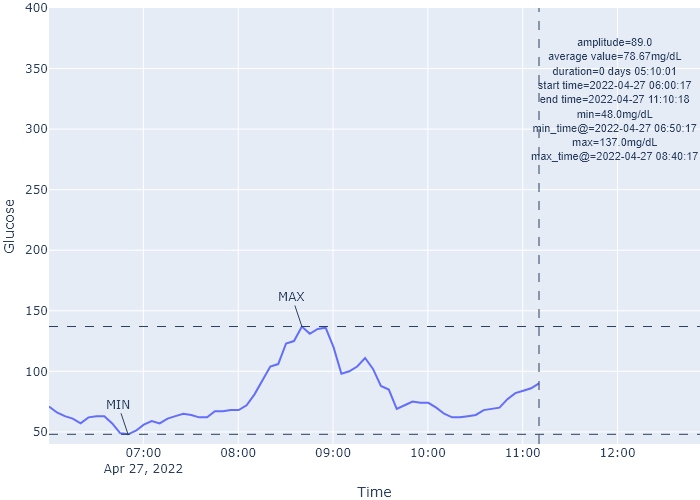 400
350
300
250
200
150
100
50
Glucose
amplitude=89.0
average value=78.67mg/dL
duration=0 days 05:10:01
start time=2022-04-27 06:00:17
end time=2022-04-27 11:10:18
min=48.0mg/dL
min_time@=2022-04-27 06:50:17
max=137.0mg/dL
max_time@=2022-04-27 08:40:17
MAX
MIN
07:00 08:00 09:00 10:00 11:00 12:00
Apr 27, 2022
Time